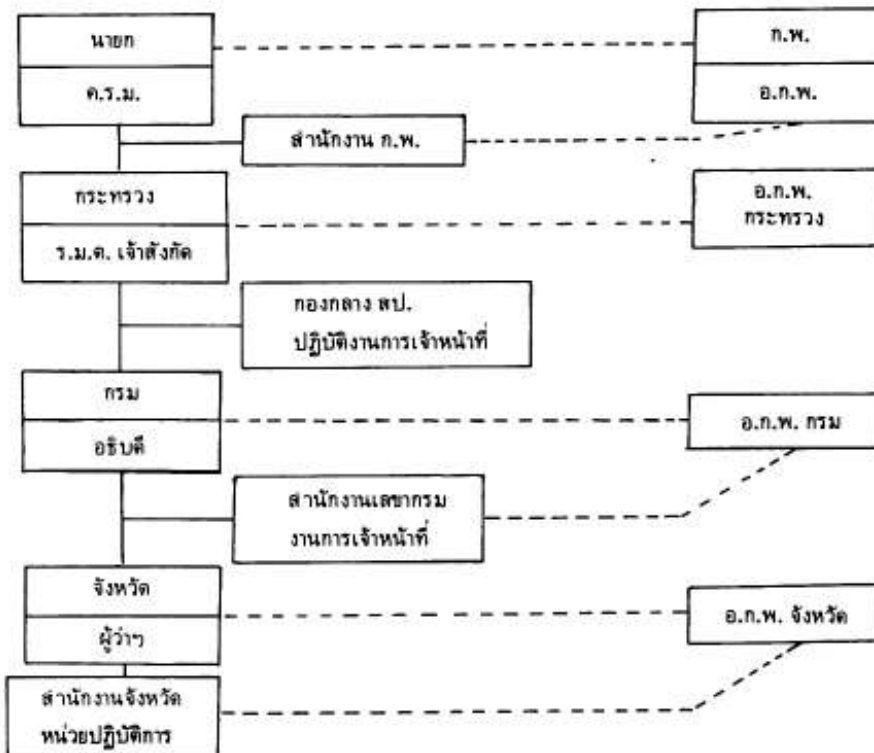 นายก
ก.พ.
ค.ร.ม.
อ.ก.พ.
สำนักงาน ก.พ.
กระทรวง
อ.ก.พ.
กระทรวง
ร.ม.ต. เจ้าสังกัด
กองกลาง สป.
ปฏิบัติงานการเจ้าหน้าที่
กรม
อ.ก.พ. กรม
อธิบดี
สำนักงานเลขากรม
งานการเจ้าหน้าที่
จังหวัด
อ.ก.พ. จังหวัด
ผู้ว่าฯ
สำนักงานจังหวัด
หน่วยปฏิบัติการ